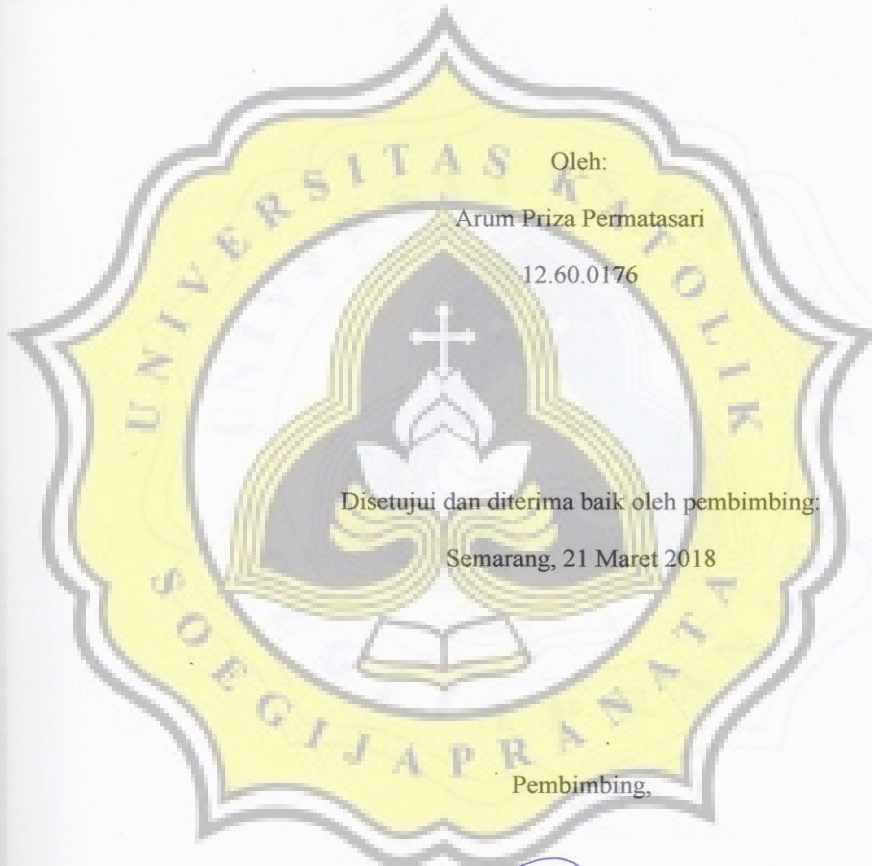 UNIVERSITAS KATOLIK
SOEGIJAPRANATA
Oleh:
Arum Priza Permatasari
12.60.0176
Disetujui dan diterima baik oleh pembimbing:
Semarang, 21 Maret 2018
Pembimbing,